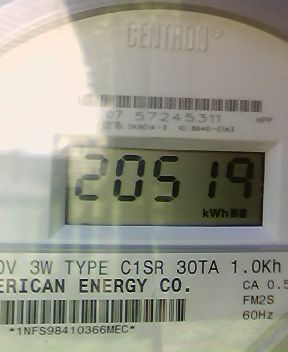 CENTRON®
07 57245311
20519
kWh
0V 3W TYPE C1SR 30TA 1.0Kh
ERICAN ENERGY CO.
CA 0.5
FM2S
*1NFS98410366MEC*
60Hz